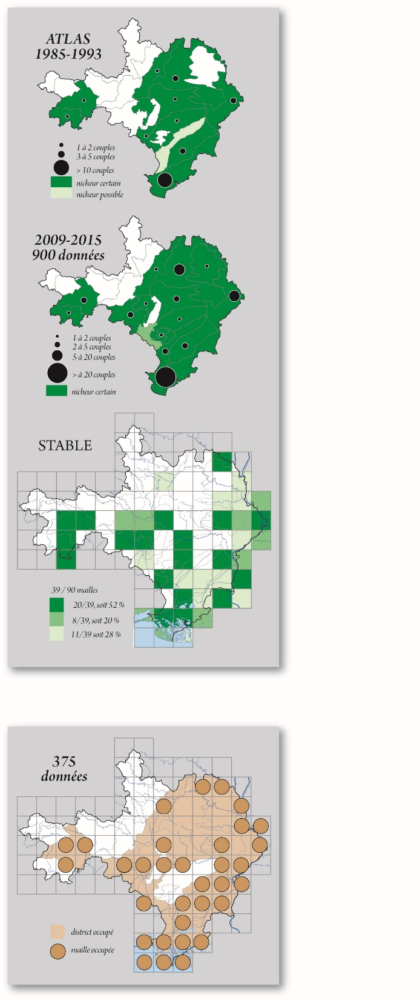 ATLAS
1985-1993
1 à 2 couples
3 à 5 couples
> 10 couples
nicheur certain
nicheur possible
2009-2015
900 données
1 à 2 couples
2 à 5 couples
5 à 20 couples
> à 20 couples
nicheur certain
STABLE
39 / 90 mailles
20/39, soit 52 %
8/39, soit 20 %
11/39 soit 28 %
375
données
district occupé
maille occupée